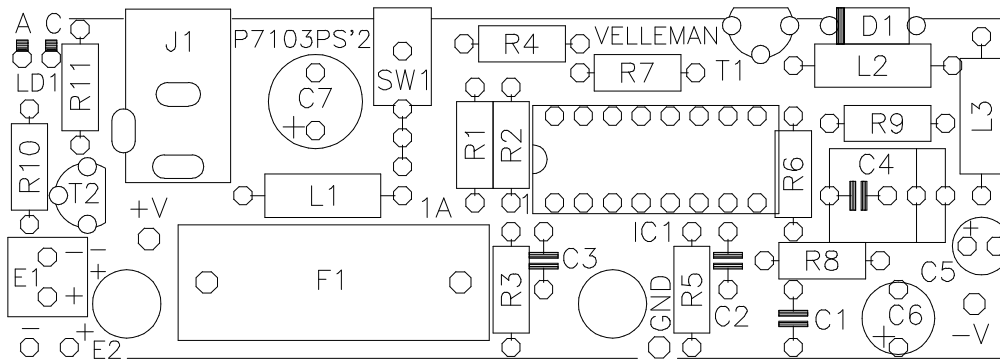 A C
J1
P7103PS'2
R4
VELLEMAN
D1
SW1
T1
L2
LD1
R11
C7
R7
+
L3
R10
R1
R2
R9
R6
C4
T2
L1
1A
1
+V
IC1
+
E1
−
−
+
+
F1
R3
C3
GND
R5
C2
R8
C5
C1
C6
+
−V
−
+
E2